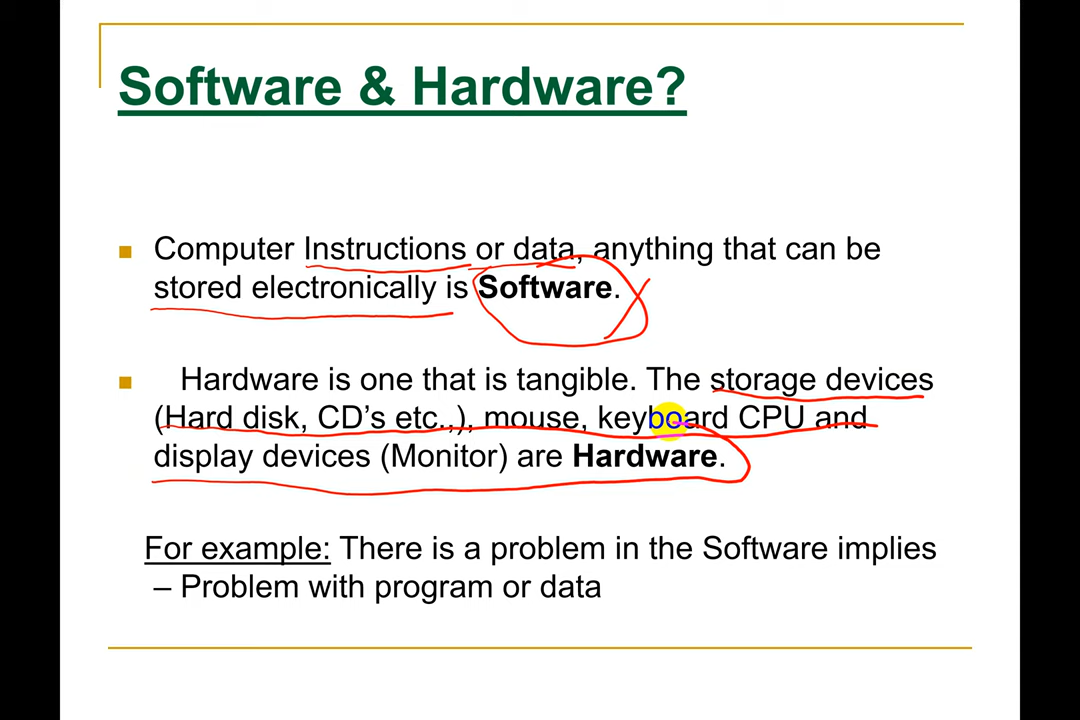 Software & Hardware?
Computer Instructions or data, anything that can be
stored electronically is Software.
Hardware is one that is tangible. The storage devices
(Hard disk, CD's etc.,), mouse, keyboard CPU and
display devices (Monitor) are Hardware.
For example: There is a problem in the Software implies
– Problem with program or data